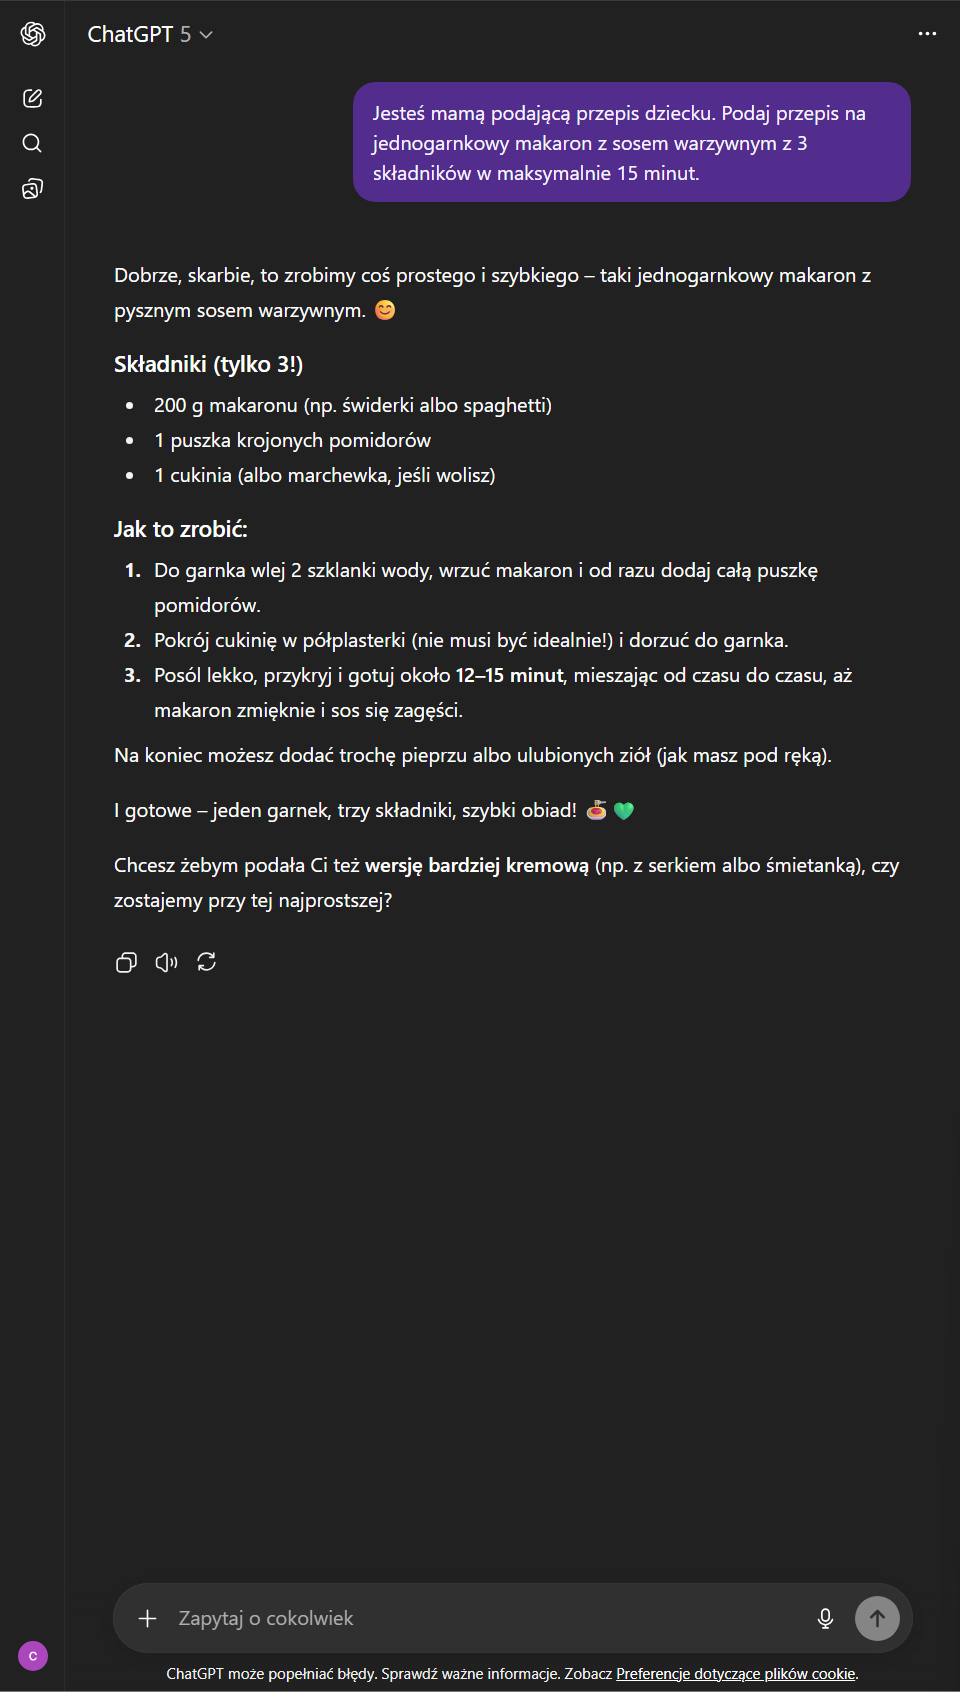 ChatGPT 5
Jesteś mamą podającą przepis dziecku. Podaj przepis na
jednogarnkowy makaron z sosem warzywnym z 3
składników w maksymalnie 15 minut.
Dobrze, skarbie, to zrobimy coś prostego i szybkiego – taki jednogarnkowy makaron z
pysznym sosem warzywnym. 😊
Składniki (tylko 3!)
• 200 g makaronu (np. świderki albo spaghetti)
• 1 puszka krojonych pomidorów
• 1 cukinia (albo marchewka, jeśli wolisz)
Jak to zrobić:
1. Do garnka wlej 2 szklanki wody, wrzuć makaron i od razu dodaj całą puszkę
pomidorów.
2. Pokrój cukinię w półplasterki (nie musi być idealnie!) i dorzuć do garnka.
3. Posól lekko, przykryj i gotuj około 12–15 minut, mieszając od czasu do czasu, aż
makaron zmięknie i sos się zagęści.
Na koniec możesz dodać trochę pieprzu albo ulubionych ziół (jak masz pod ręką).
I gotowe – jeden garnek, trzy składniki, szybki obiad! 🍝💚
Chcesz żebym podała Ci też wersję bardziej kremową (np. z serkiem albo śmietanką), czy
zostajemy przy tej najprostszej?
Zapytaj o cokolwiek
C
ChatGPT może popełniać błędy. Sprawdź ważne informacje. Zobacz Preferencje dotyczące plików cookie.